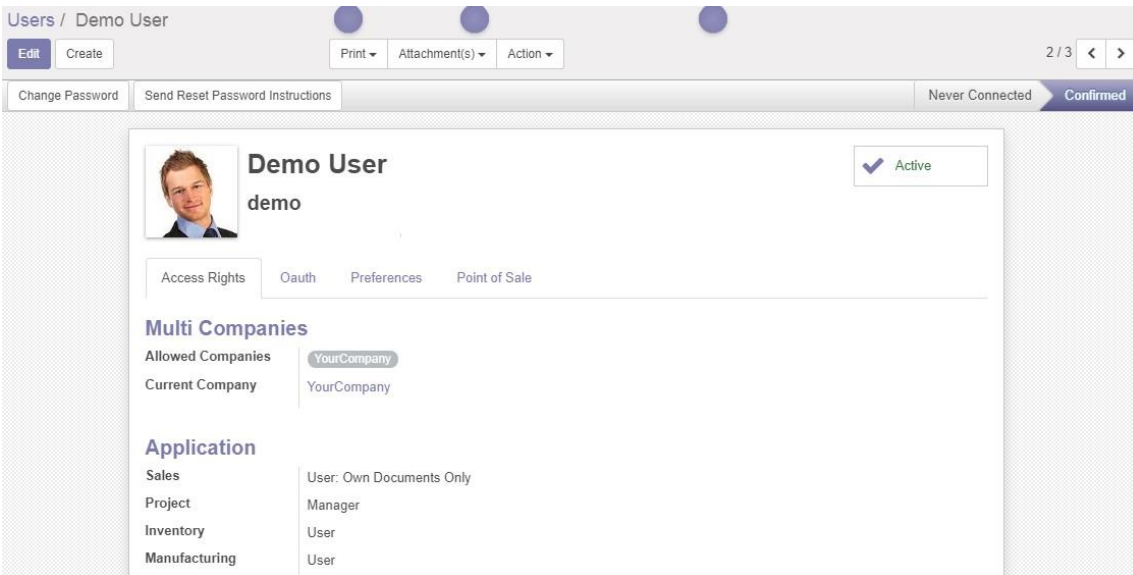 Users / Demo User
Edit Create Print Attachment(s) Action 2 / 3
Change Password Send Reset Password Instructions Never Connected Confirmed
Demo User
demo
Active
Access Rights Oauth Preferences Point of Sale
Multi Companies
Allowed Companies YourCompany
Current Company YourCompany
Application
Sales User: Own Documents Only
Project Manager
Inventory User
Manufacturing User